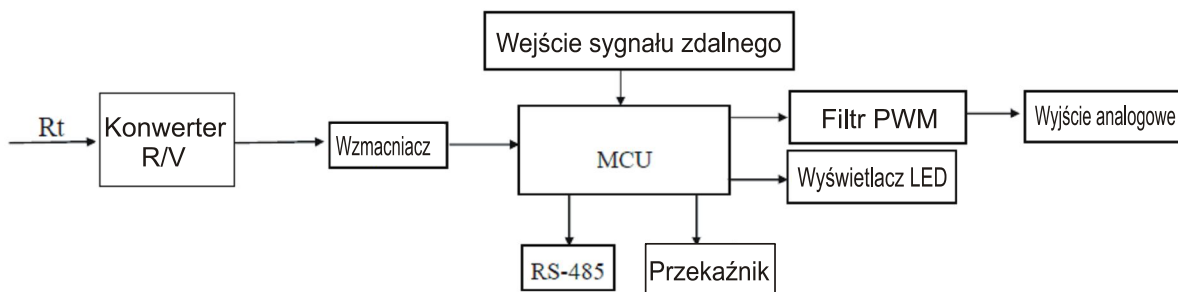 Wejście sygnału zdalnego
Rt
Konwerter
R/V
Wzmacniacz
MCU
Filtr PWM
Wyjście analogowe
Wyświetlacz LED
RS-485
Przekaźnik